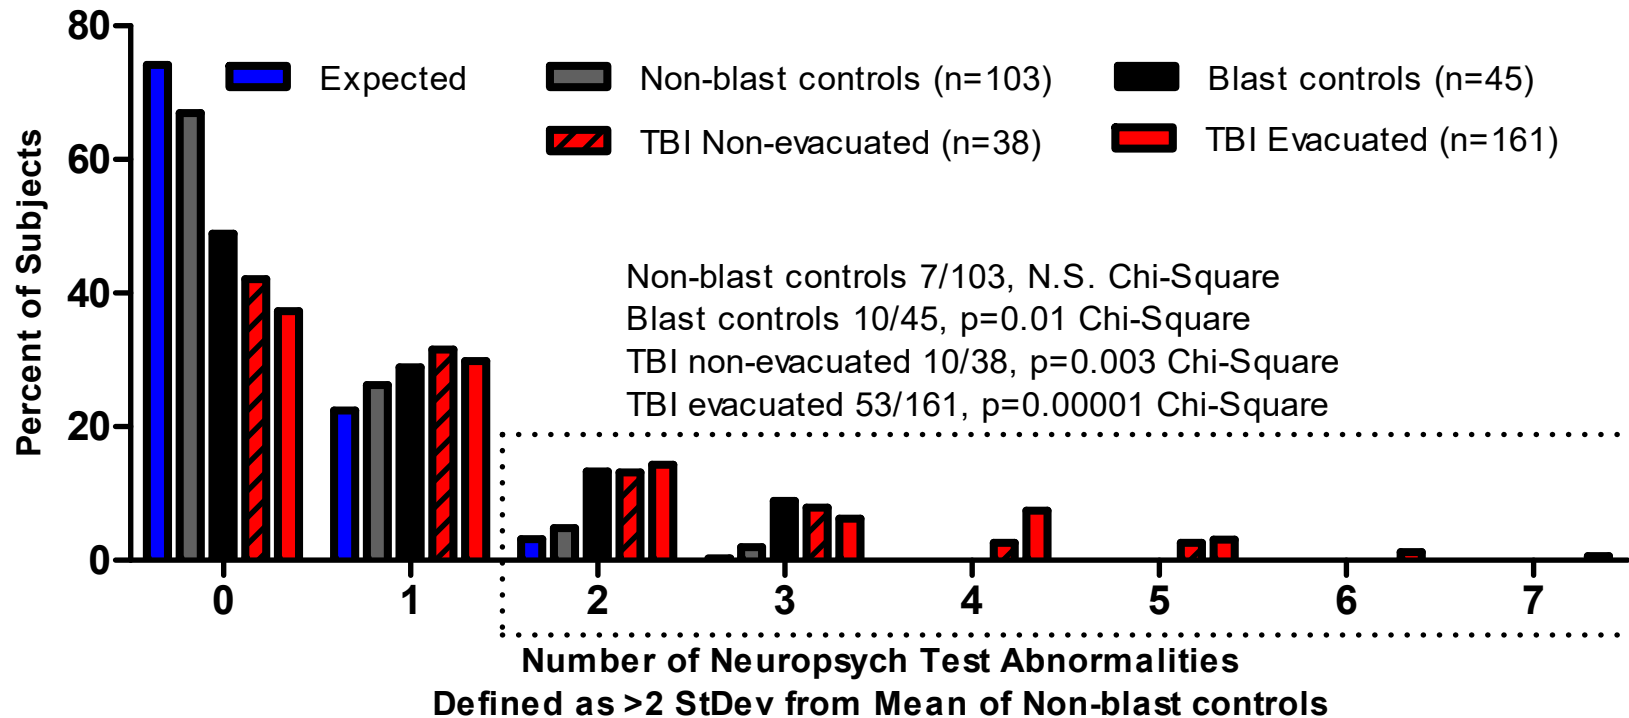 80
60
40
20
0
Percent of Subjects
Expected
Non-blast controls (n=103)
Blast controls (n=45)
TBI Non-evacuated (n=38)
TBI Evacuated (n=161)
Non-blast controls 7/103, N.S. Chi-Square
Blast controls 10/45, p=0.01 Chi-Square
TBI non-evacuated 10/38, p=0.003 Chi-Square
TBI evacuated 53/161, p=0.00001 Chi-Square
0 1 2 3 4 5 6 7
Number of Neuropsych Test Abnormalities
Defined as >2 StDev from Mean of Non-blast controls